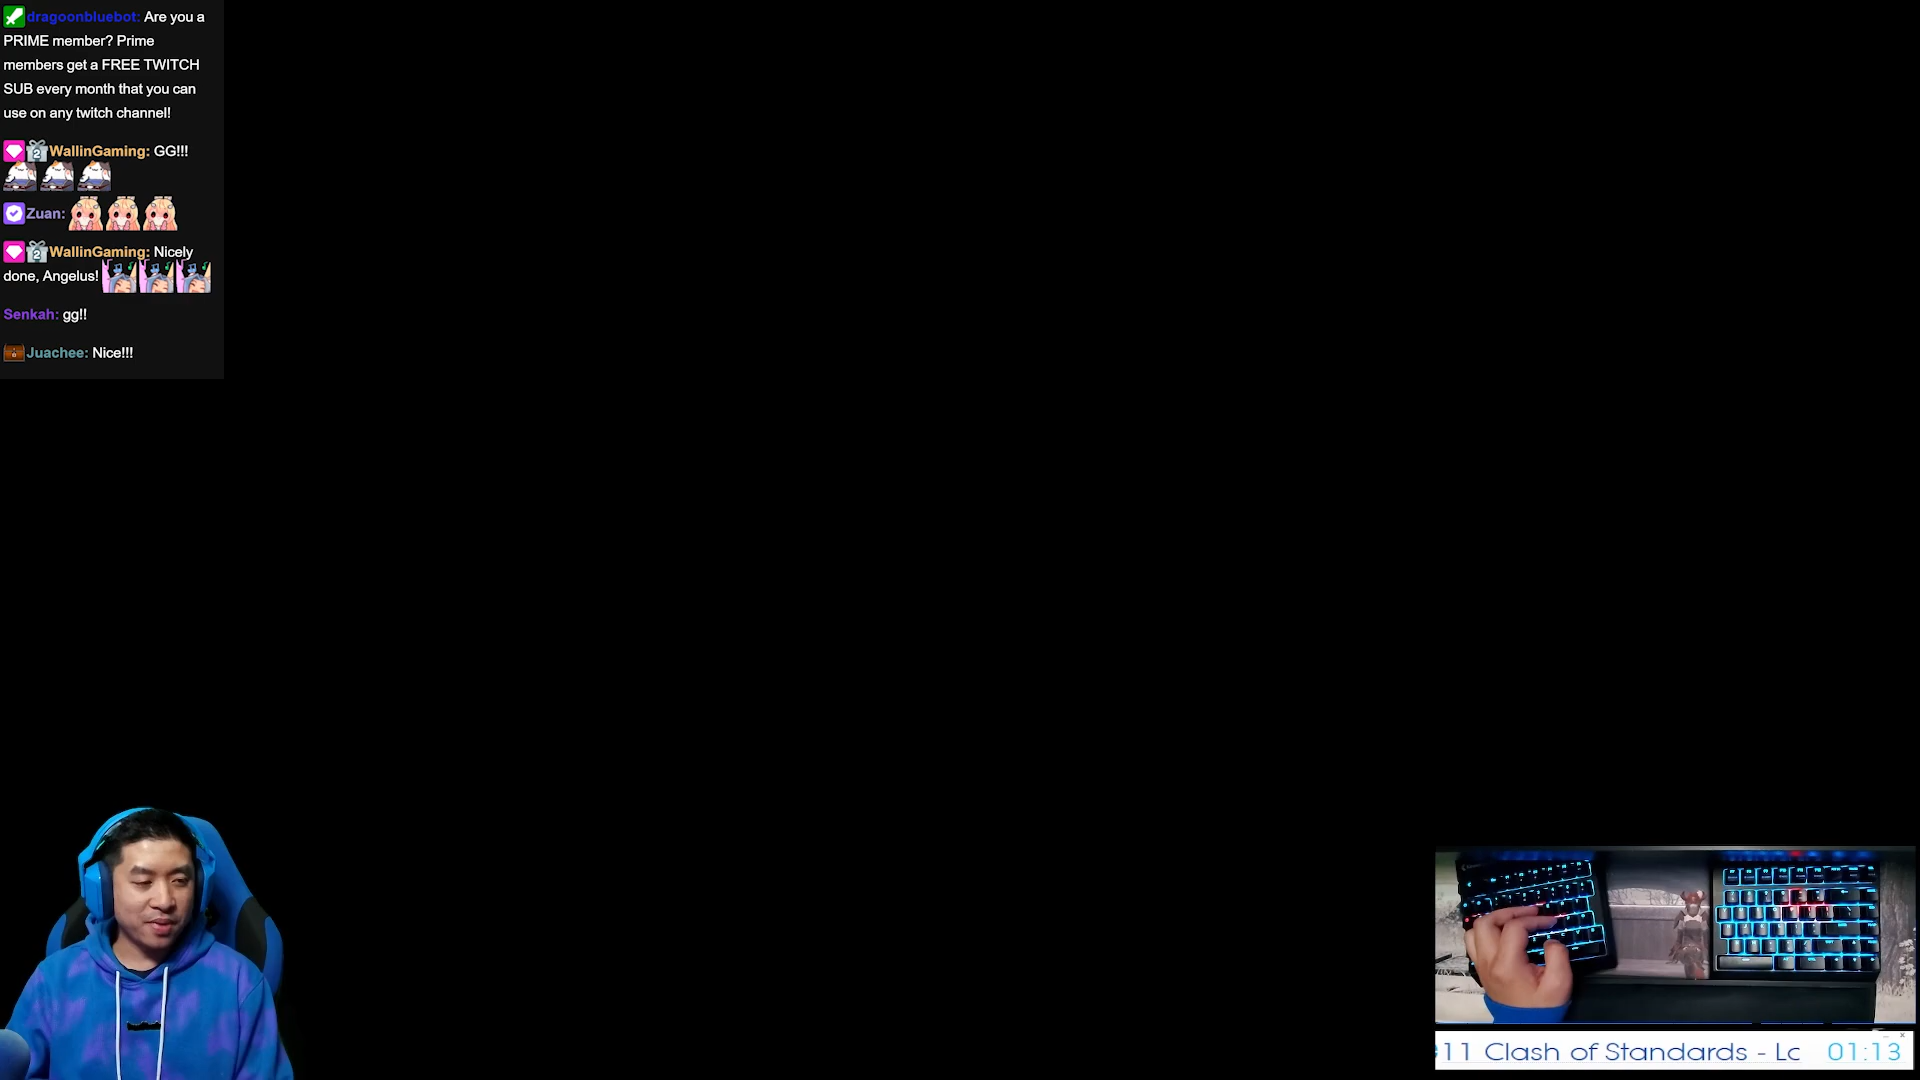 dragoonbluebot: Are you a
PRIME member? Prime
members get a FREE TWITCH
SUB every month that you can
use on any twitch channel!
2 WallinGaming: GG!!!
Zuan:
2 WallinGaming: Nicely
done, Angelus!
Senkah: gg!!
Juachee: Nice!!!
11 Clash of Standards - Lc 01:13